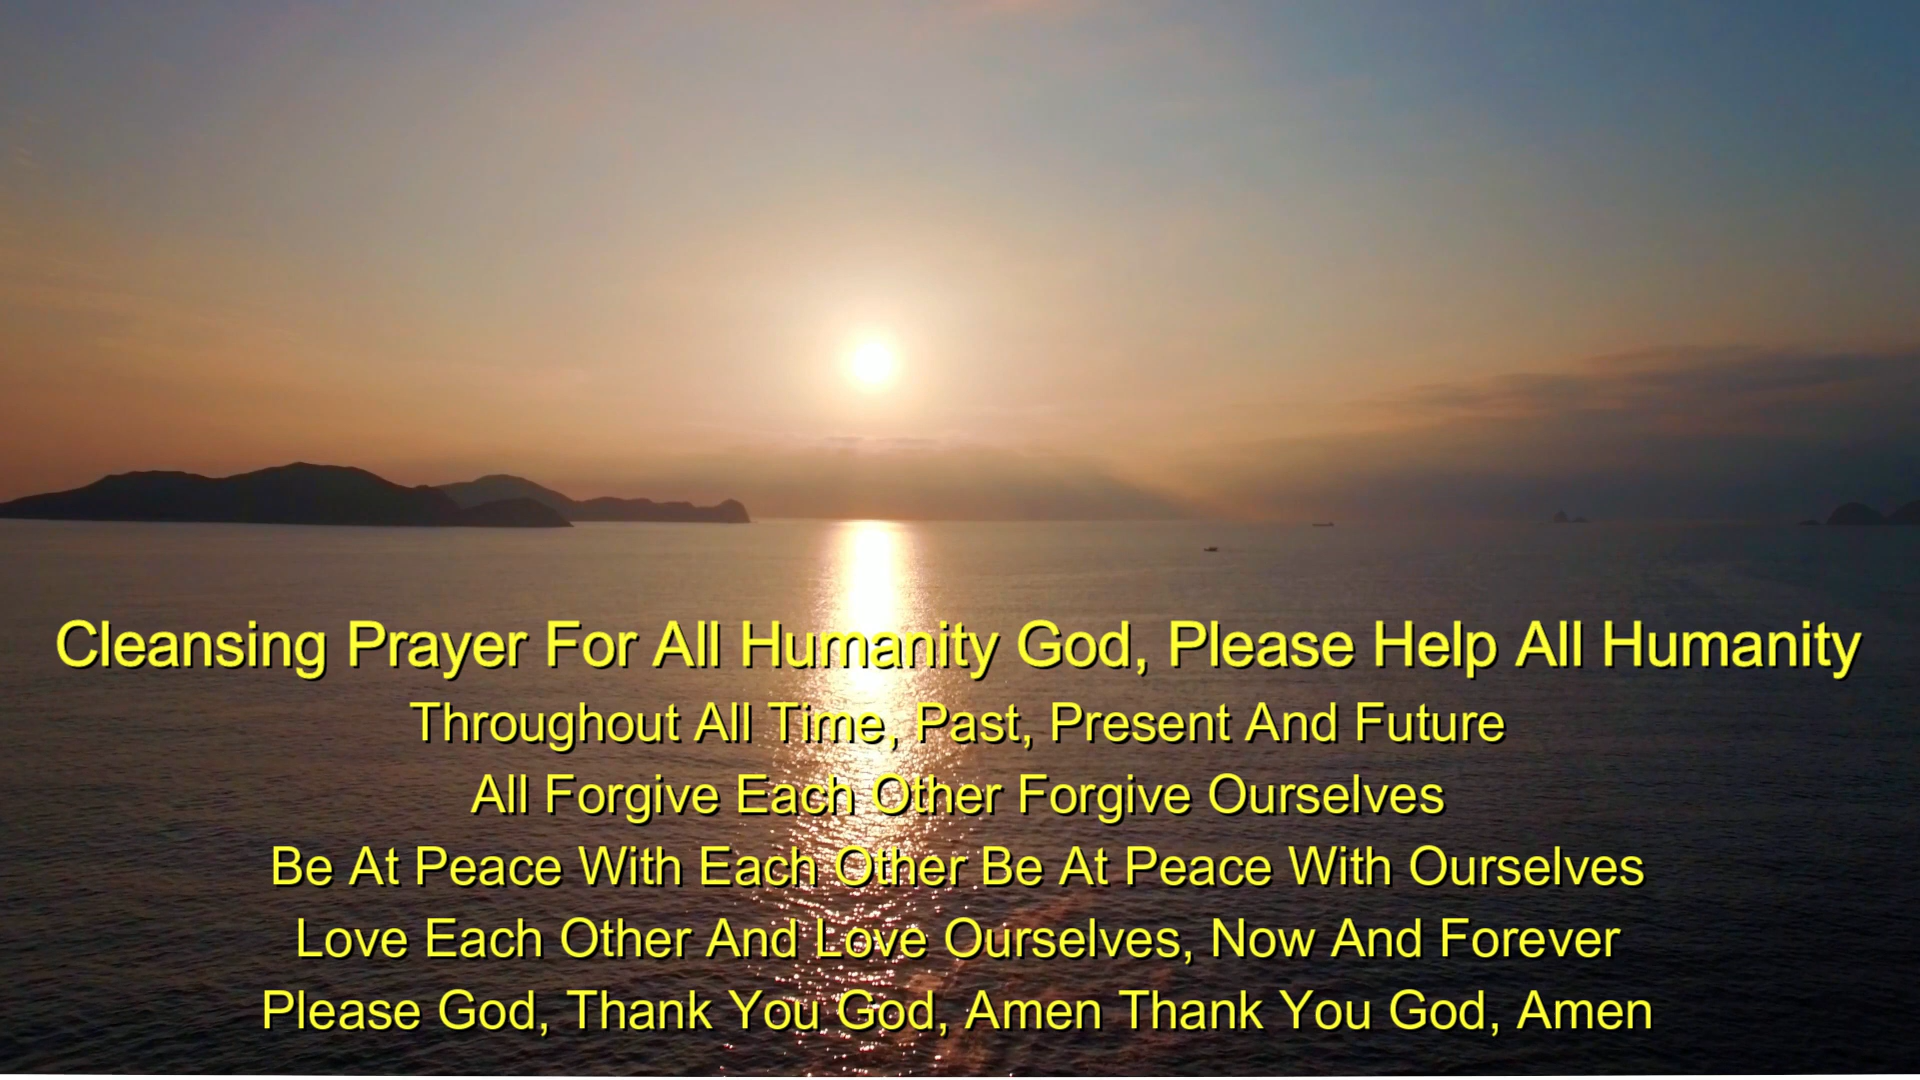 Cleansing Prayer For All Humanity God, Please Help All Humanity
Throughout All Time, Past, Present And Future
All Forgive Each Other Forgive Ourselves
Be At Peace With Each Other Be At Peace With Ourselves
Love Each Other And Love Ourselves, Now And Forever
Please God, Thank You God, Amen Thank You God, Amen